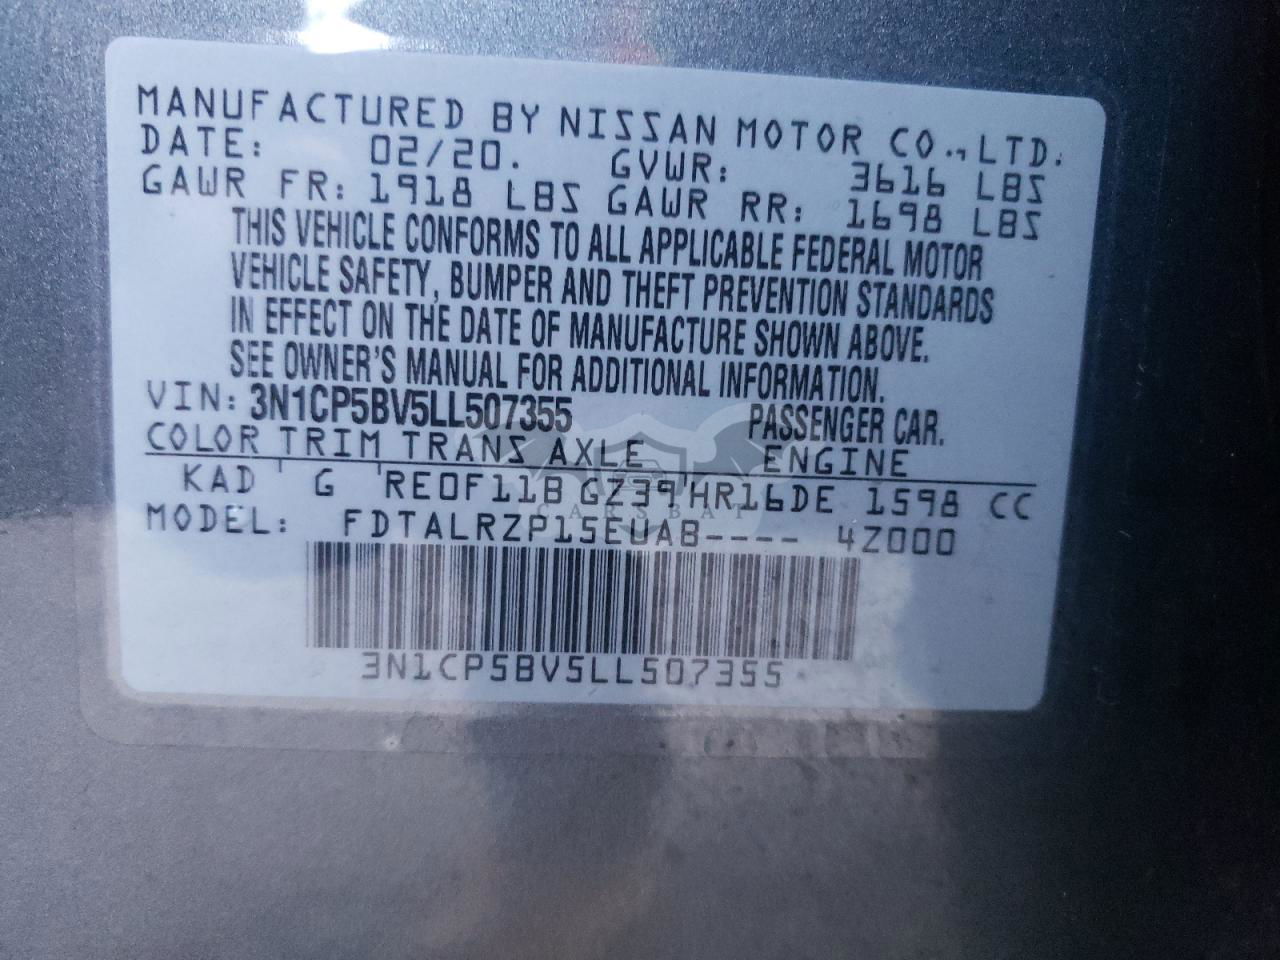 MANUFACTURED BY NISSAN MOTOR CO., LTD.
DATE: 02/20. GVWR: 3616 LBS
GAWR FR: 1918 LBS GAWR RR: 1698 LBS
THIS VEHICLE CONFORMS TO ALL APPLICABLE FEDERAL MOTOR
VEHICLE SAFETY, BUMPER AND THEFT PREVENTION STANDARDS
IN EFFECT ON THE DATE OF MANUFACTURE SHOWN ABOVE.
SEE OWNER'S MANUAL FOR ADDITIONAL INFORMATION.
VIN: 3N1CP5BV5LL507355 PASSENGER CAR.
COLOR TRIM TRANS AXLE ENGINE
KAD G RE0F11B GZ39 HR16DE 1598 CC
CARSBAT
MODEL: FDTALRZP15EUAB---- 4Z000
3N1CP5BV5LL507355